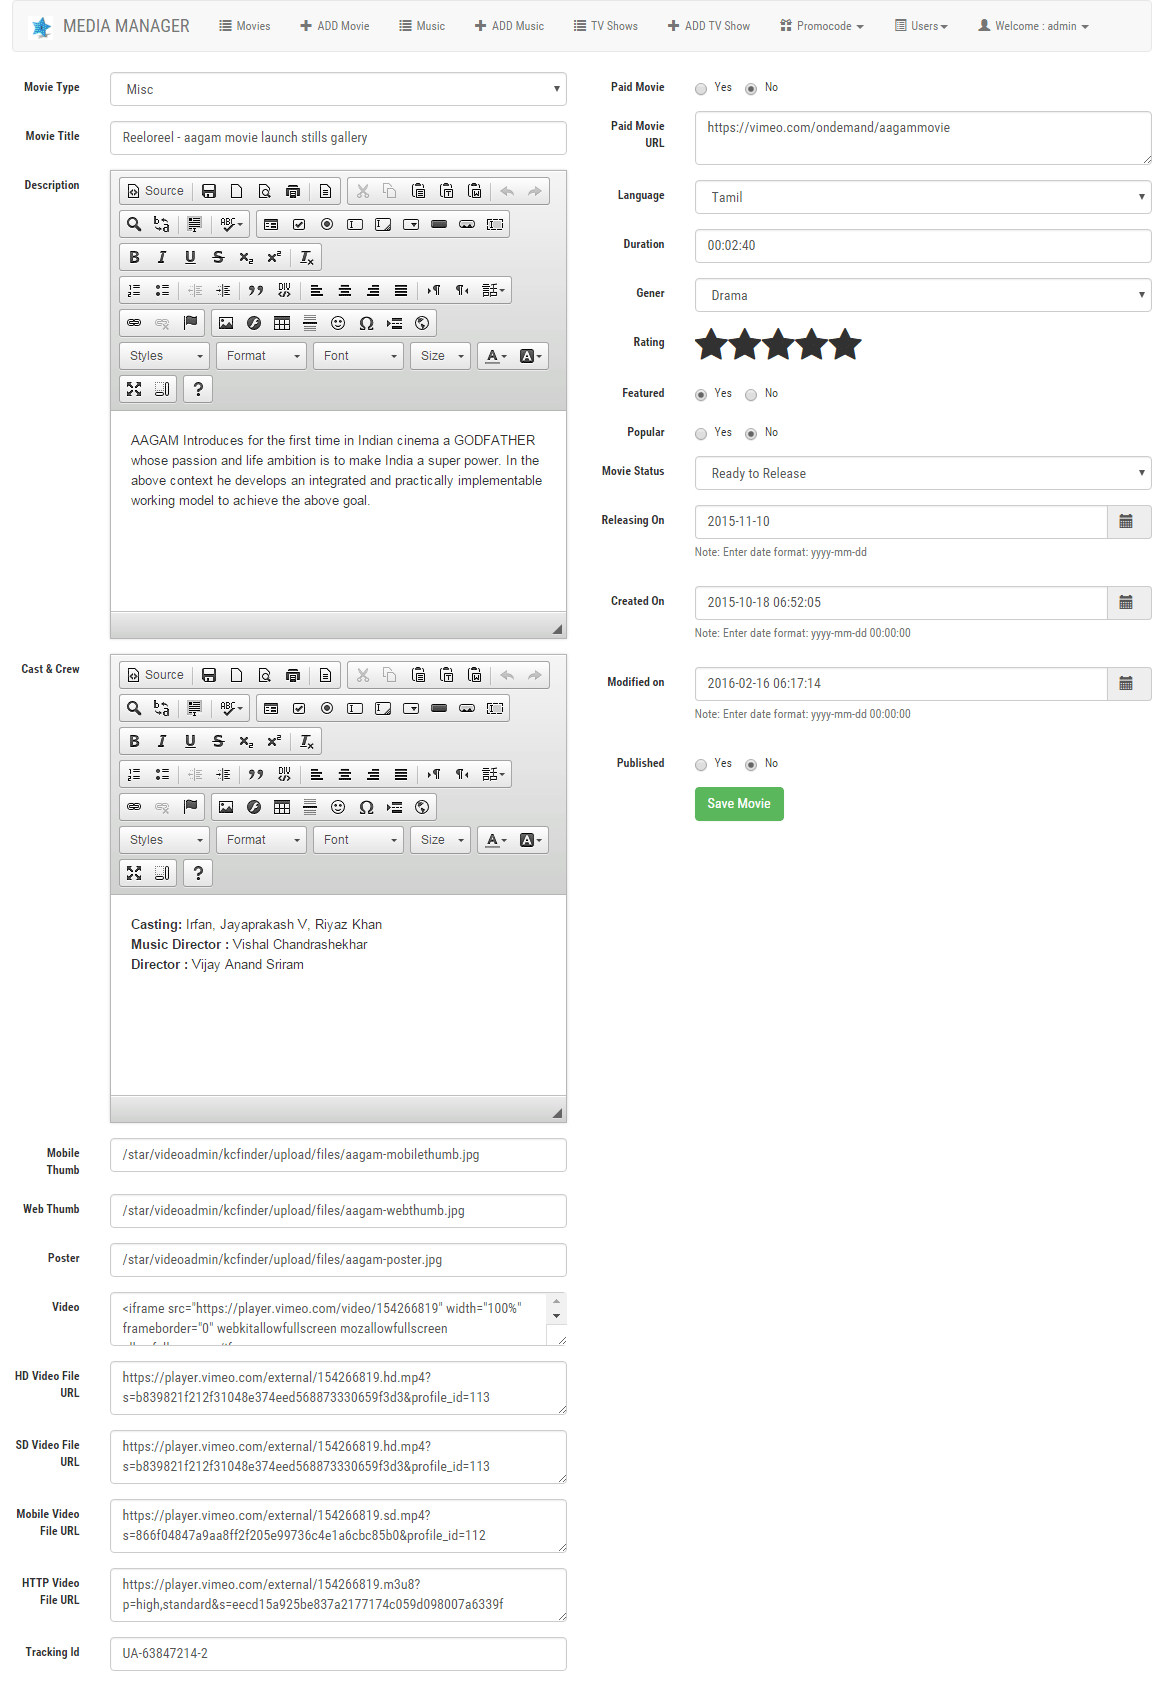 MEDIA MANAGER Movies ADD Movie Music ADD Music TV Shows ADD TV Show Promocode Users Welcome : admin
Movie Type Misc
Movie Title Reeloreel - aagam movie launch stills gallery
Description
Source
ABC
B I U S x₂ x² Tx
DIV
Styles Format Font Size A A
?
AAGAM Introduces for the first time in Indian cinema a GODFATHER
whose passion and life ambition is to make India a super power. In the
above context he develops an integrated and practically implementable
working model to achieve the above goal.
Cast & Crew
Source
ABC
B I U S x₂ x² Tx
DIV
Styles Format Font Size A A
?
Casting: Irfan, Jayaprakash V, Riyaz Khan
Music Director : Vishal Chandrashekhar
Director : Vijay Anand Sriram
Mobile
Thumb
/star/videoadmin/kcfinder/upload/files/aagam-mobilethumb.jpg
Web Thumb /star/videoadmin/kcfinder/upload/files/aagam-webthumb.jpg
Poster /star/videoadmin/kcfinder/upload/files/aagam-poster.jpg
Video
<iframe src="https://player.vimeo.com/video/154266819" width="100%"
frameborder="0" webkitallowfullscreen mozallowfullscreen
HD Video File
URL
https://player.vimeo.com/external/154266819.hd.mp4?
s=b839821f212f31048e374eed568873330659f3d3&profile_id=113
SD Video File
URL
https://player.vimeo.com/external/154266819.hd.mp4?
s=b839821f212f31048e374eed568873330659f3d3&profile_id=113
Mobile Video
File URL
https://player.vimeo.com/external/154266819.sd.mp4?
s=866f04847a9aa8ff2f205e99736c4e1a6cbc85b0&profile_id=112
HTTP Video
File URL
https://player.vimeo.com/external/154266819.m3u8?
p=high,standard&s=eecd15a925be837a2177174c059d098007a6339f
Tracking Id UA-63847214-2
Paid Movie Yes No
Paid Movie
URL
https://vimeo.com/ondemand/aagammovie
Language Tamil
Duration 00:02:40
Gener Drama
Rating
Featured Yes No
Popular Yes No
Movie Status Ready to Release
Releasing On 2015-11-10
Note: Enter date format: yyyy-mm-dd
Created On 2015-10-18 06:52:05
Note: Enter date format: yyyy-mm-dd 00:00:00
Modified on 2016-02-16 06:17:14
Note: Enter date format: yyyy-mm-dd 00:00:00
Published Yes No
Save Movie